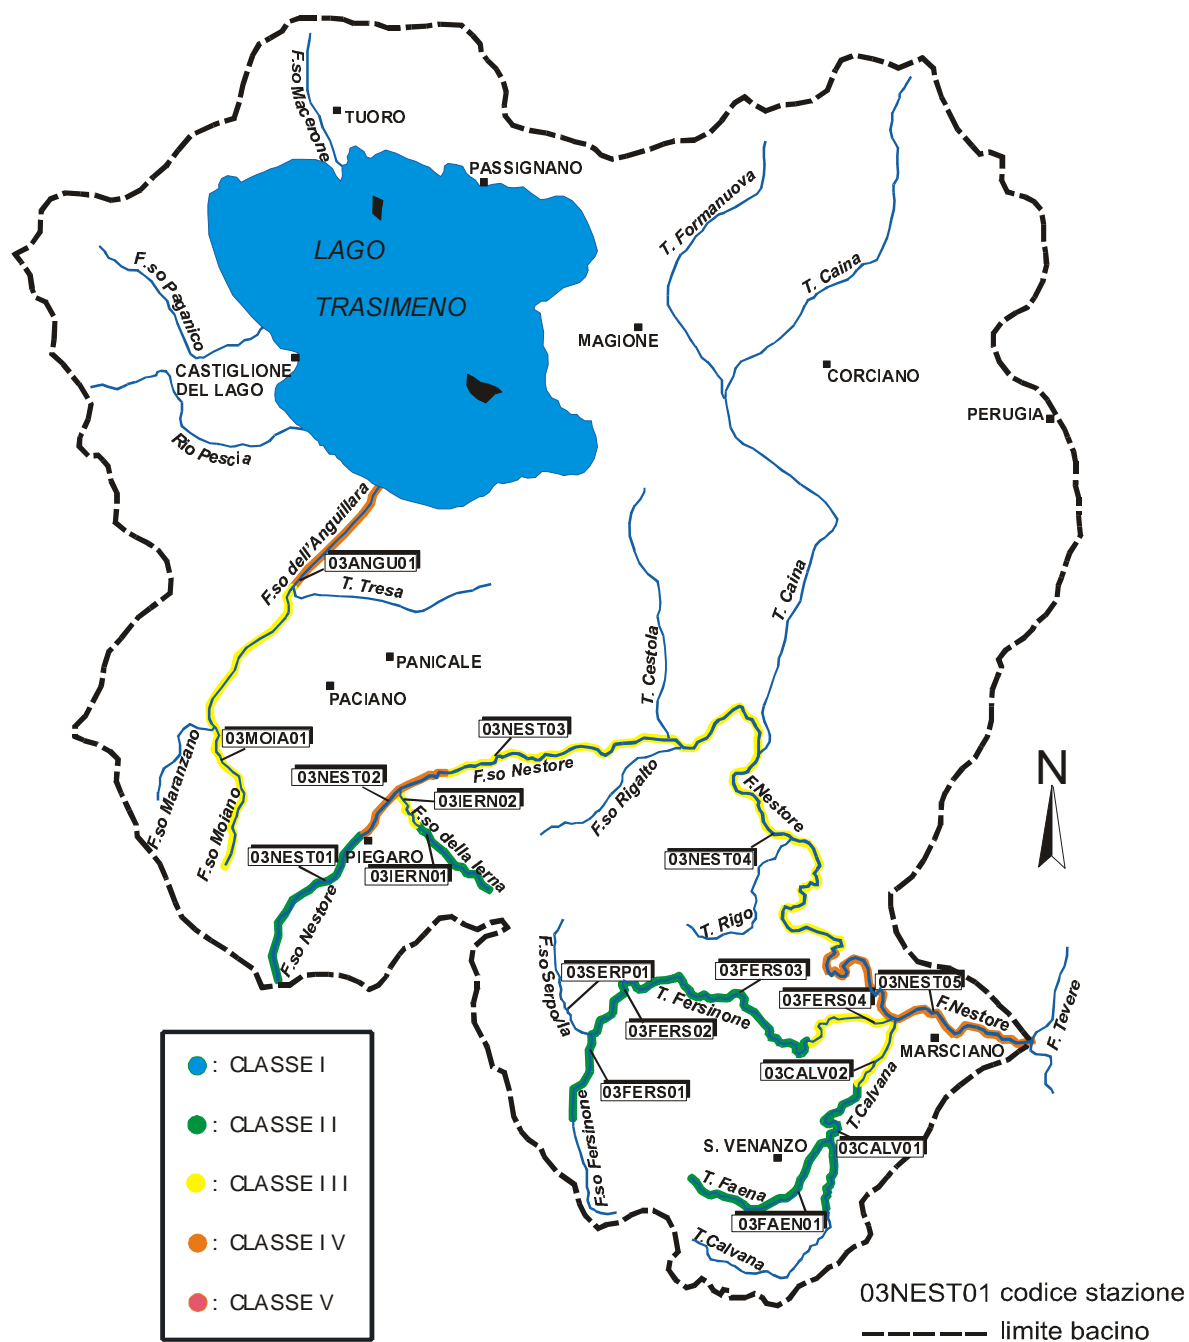 F.so Macerone
TUORO
PASSIGNANO
LAGO
TRASIMENO
T. Formanuova
T. Caina
F.so Paganico
MAGIONE
CASTIGLIONE
DEL LAGO
CORCIANO
PERUGIA
Rio Pescia
F.so dell'Anguillara
03ANGU01
T. Tresa
T. Caina
T. Cestola
PANICALE
PACIANO
03MOIA01
03NEST03
F.so Nestore
F.so Maranzano
F.so Moiano
03NEST02
03IERN02
F.so Rigalto
F.Nestore
N
03NEST01
PIEGARO
F.so della Ierna
03IERN01
03NEST04
F.so Nestore
T. Rigo
F.so Serpolla
03SERP01
03FERS03
T. Fersinone
03FERS02
03FERS04
03NEST05
F.Nestore
F. Tevere
MARSCIANO
03FERS01
03CALV02
T.Calvana
F.so Fersinone
S. VENANZO
03CALV01
T. Faena
03FAEN01
T.Calvana
: CLASSE I
: CLASSE II
: CLASSE III
: CLASSE IV
: CLASSE V
03NEST01 codice stazione
limite bacino